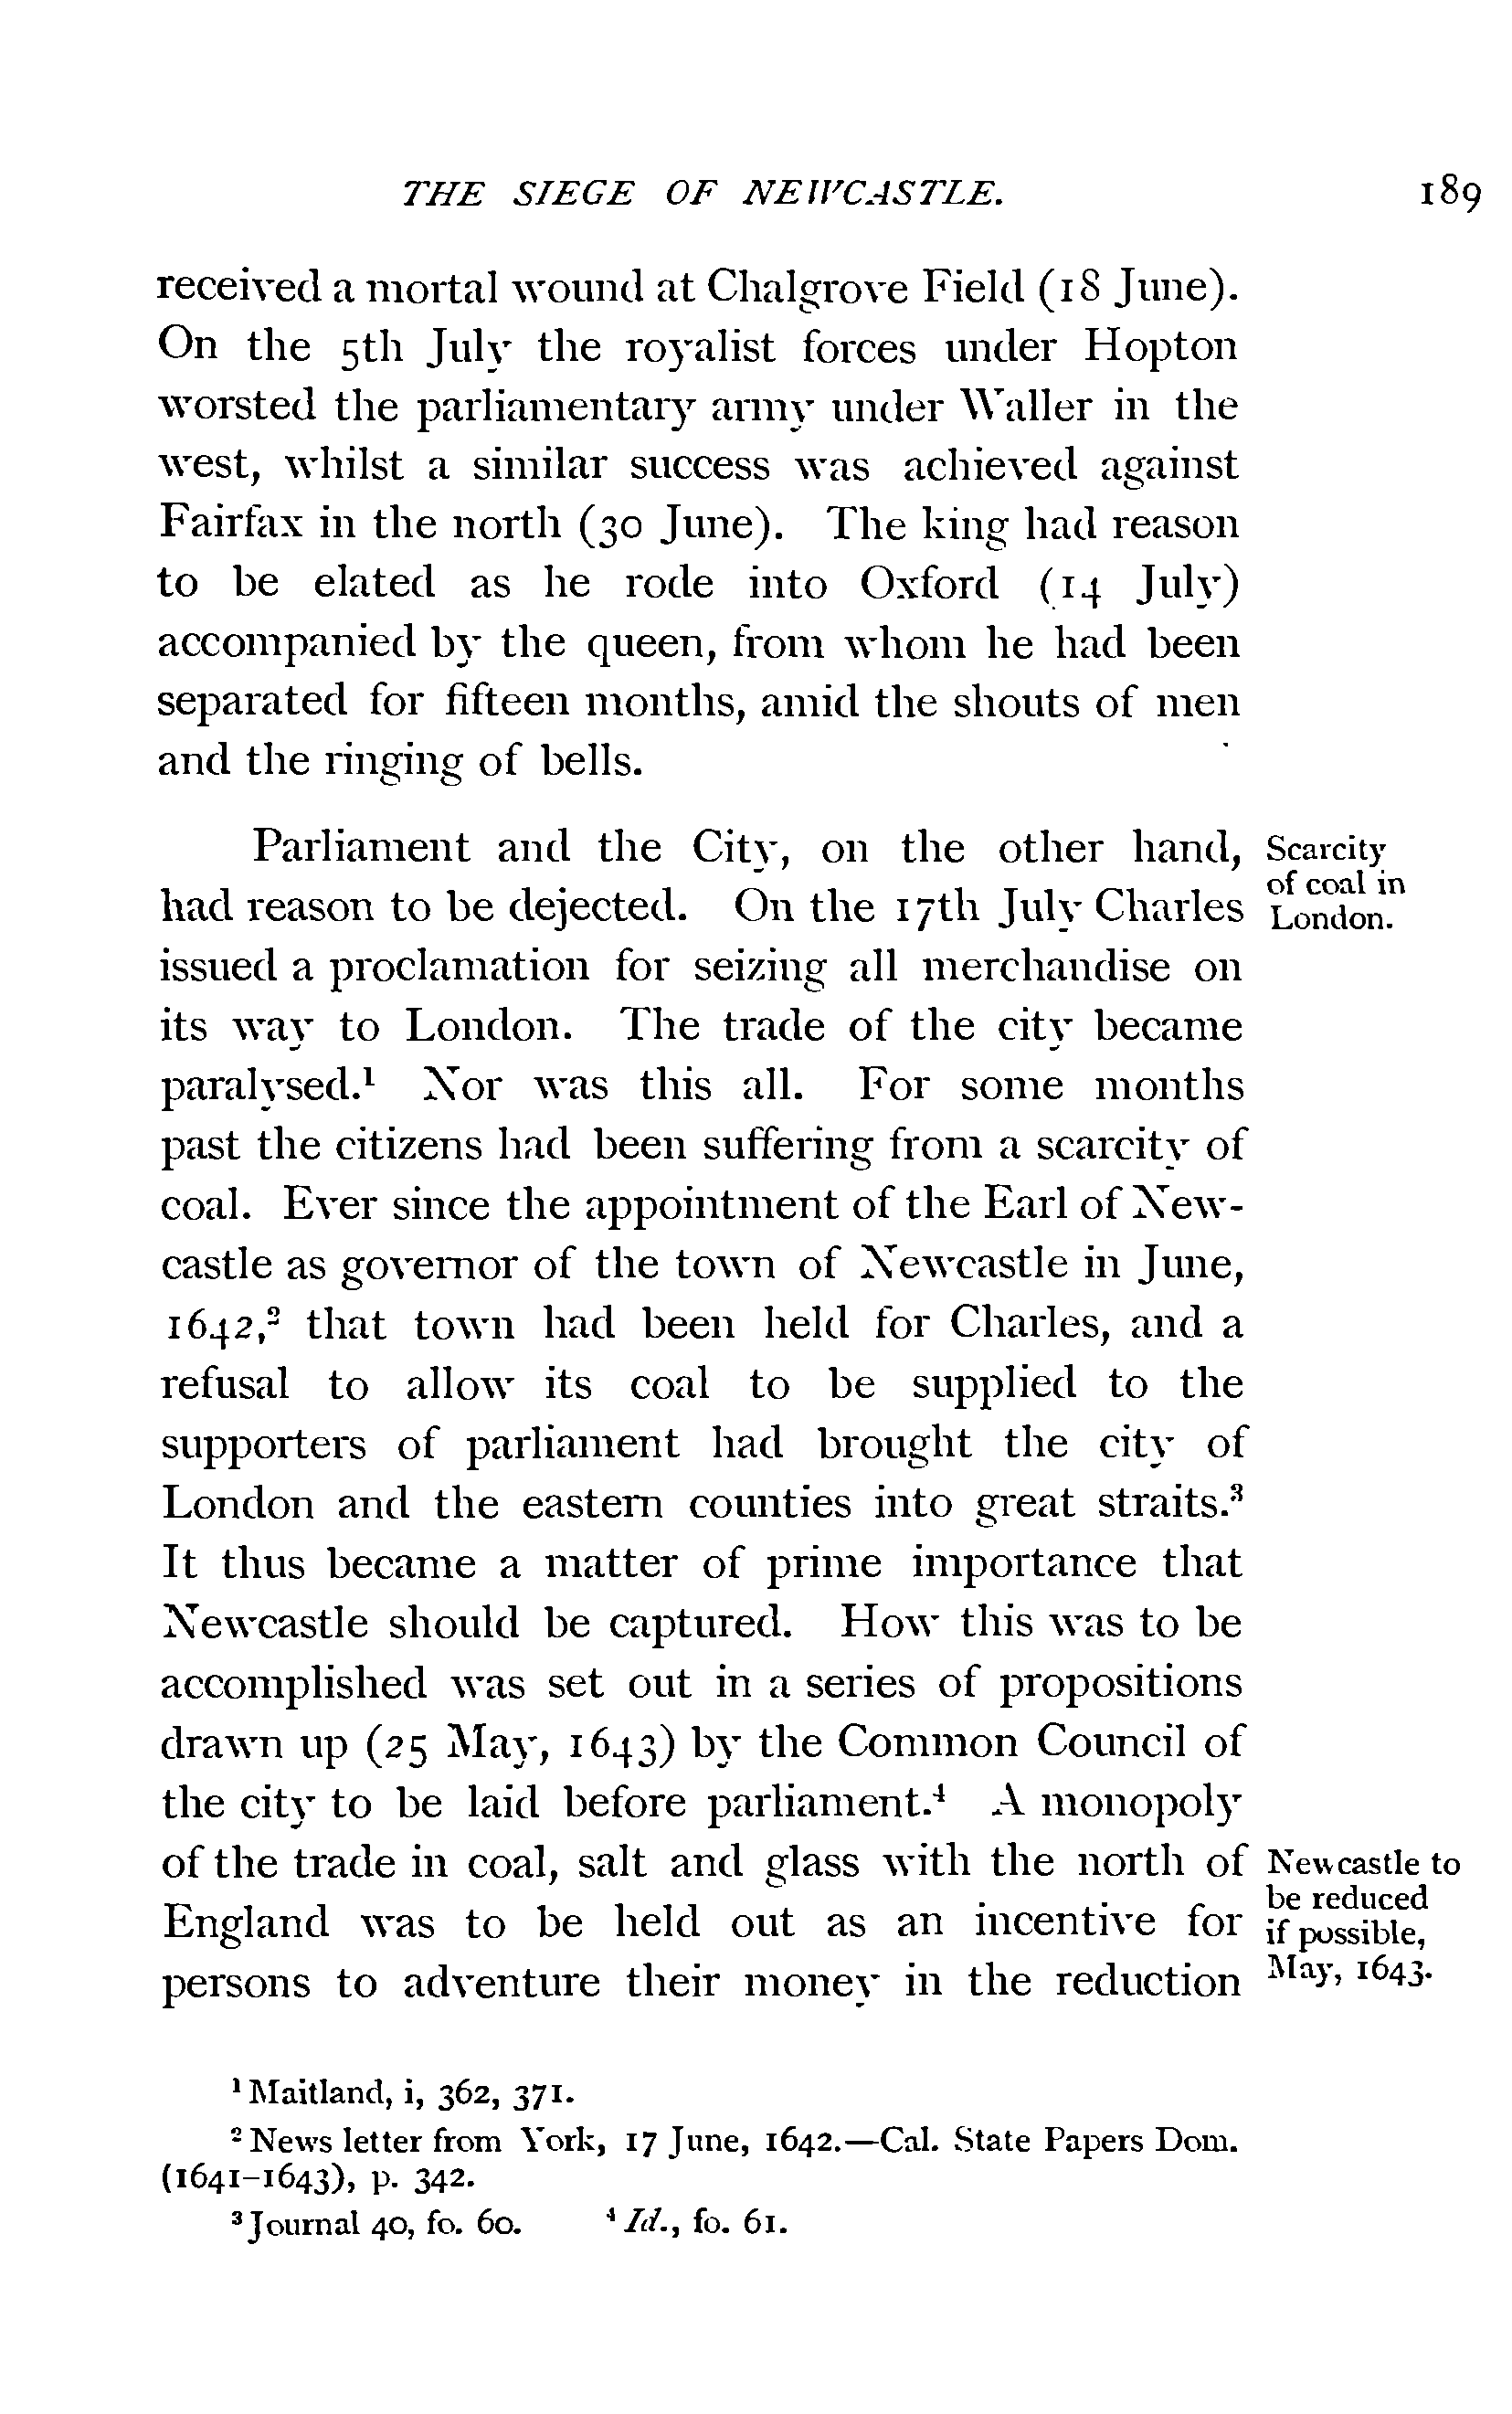 THE SIEGE OF NEWCASTLE. 189
received a mortal wound at Chalgrove Field (18 June).
On the 5th July the royalist forces under Hopton
worsted the parliamentary army under Waller in the
west, whilst a similar success was achieved against
Fairfax in the north (30 June). The king had reason
to be elated as he rode into Oxford (14 July)
accompanied by the queen, from whom he had been
separated for fifteen months, amid the shouts of men
and the ringing of bells.
Scarcity
of coal in
London.
Parliament and the City, on the other hand,
had reason to be dejected. On the 17th July Charles
issued a proclamation for seizing all merchandise on
its way to London. The trade of the city became
paralysed.¹ Nor was this all. For some months
past the citizens had been suffering from a scarcity of
coal. Ever since the appointment of the Earl of New-
castle as governor of the town of Newcastle in June,
1642,² that town had been held for Charles, and a
refusal to allow its coal to be supplied to the
supporters of parliament had brought the city of
London and the eastern counties into great straits.³
It thus became a matter of prime importance that
Newcastle should be captured. How this was to be
accomplished was set out in a series of propositions
drawn up (25 May, 1643) by the Common Council of
the city to be laid before parliament.⁴ A monopoly
of the trade in coal, salt and glass with the north of
England was to be held out as an incentive for
persons to adventure their money in the reduction
Newcastle to
be reduced
if possible,
May, 1643.
¹ Maitland, i, 362, 371.
² News letter from York, 17 June, 1642.—Cal. State Papers Dom.
(1641-1643), p. 342.
³ Journal 40, fo. 60. ⁴ Id., fo. 61.